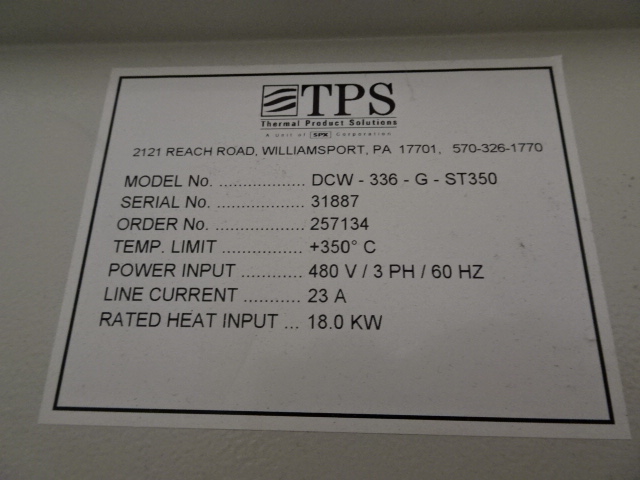 TPS
Thermal Product Solutions
A Unit of SPX Corporation
2121 REACH ROAD, WILLIAMSPORT, PA 17701, 570-326-1770
MODEL No. .................. DCW - 336 - G - ST350
SERIAL No. .................... 31887
ORDER No. .................... 257134
TEMP. LIMIT ................. +350° C
POWER INPUT ............. 480 V / 3 PH / 60 HZ
LINE CURRENT ............ 23 A
RATED HEAT INPUT ... 18.0 KW